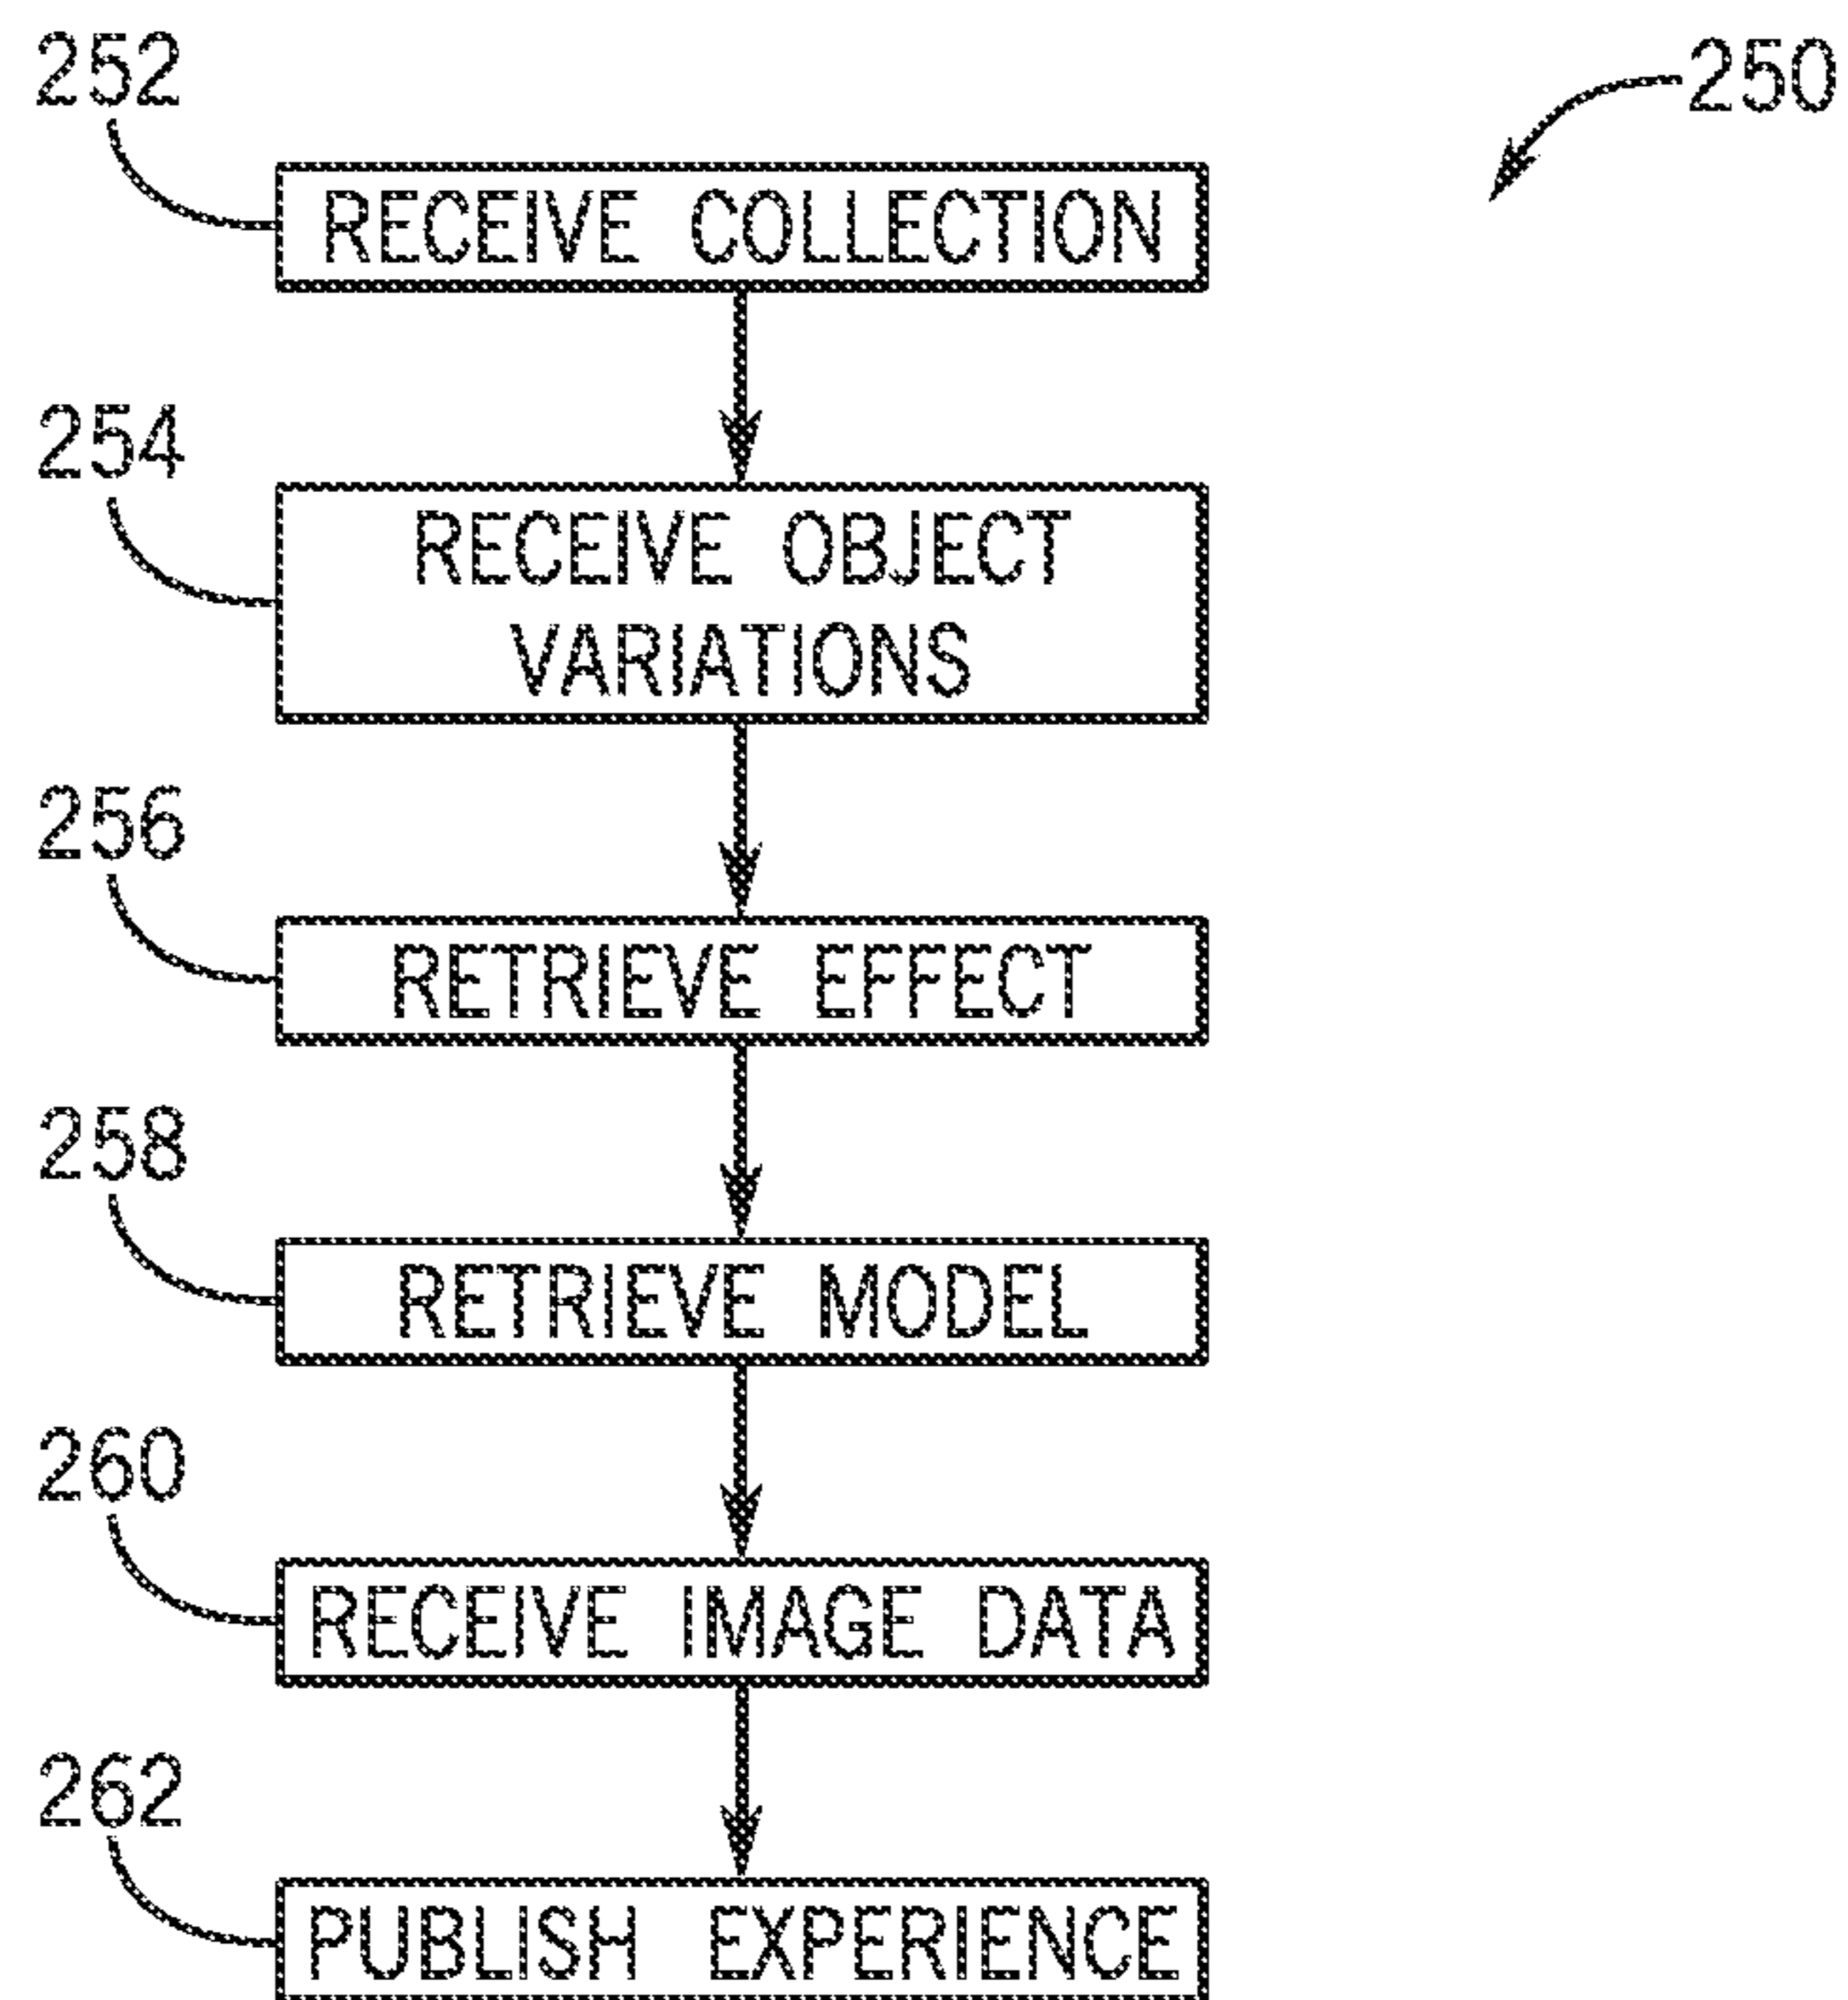 252
250
RECEIVE COLLECTION
254
RECEIVE OBJECT
VARIATIONS
256
RETRIEVE EFFECT
258
RETRIEVE MODEL
260
RECEIVE IMAGE DATA
262
PUBLISH EXPERIENCE